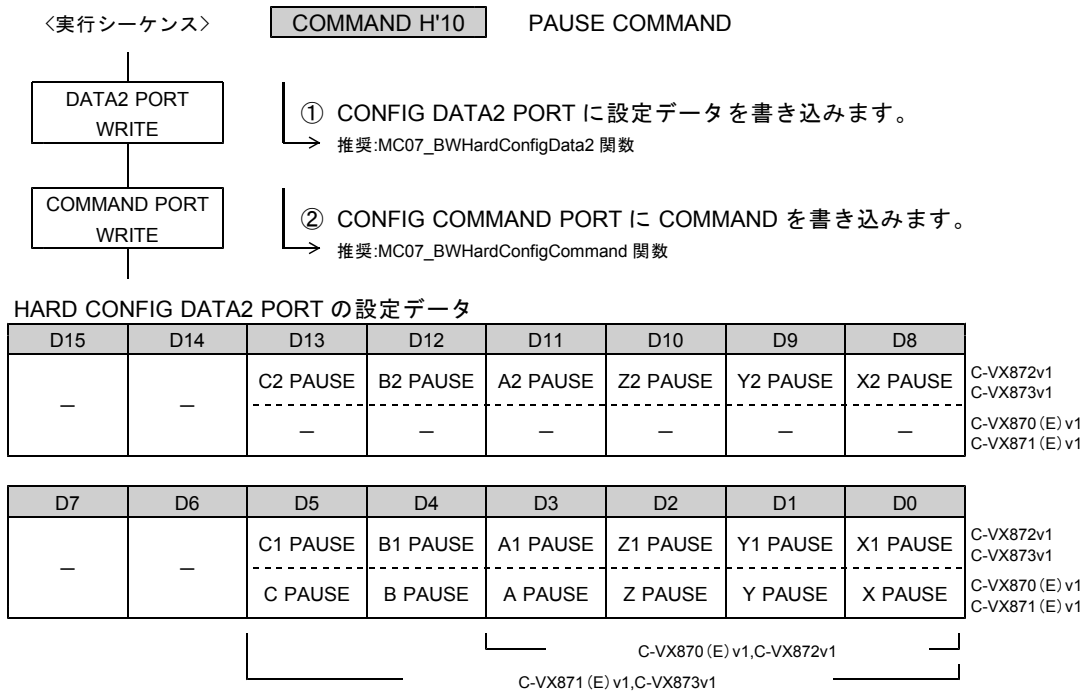 〈実行シーケンス〉 COMMAND H'10 PAUSE COMMAND
DATA2 PORT
WRITE
① CONFIG DATA2 PORT に設定データを書き込みます。
推奨:MC07_BWHardConfigData2 関数
COMMAND PORT
WRITE
② CONFIG COMMAND PORT に COMMAND を書き込みます。
推奨:MC07_BWHardConfigCommand 関数
HARD CONFIG DATA2 PORT の設定データ
D15 D14 D13 D12 D11 D10 D9 D8
－ － C2 PAUSE B2 PAUSE A2 PAUSE Z2 PAUSE Y2 PAUSE X2 PAUSE C-VX872v1
C-VX873v1
－ － － － － － C-VX870(E)v1
C-VX871(E)v1
D7 D6 D5 D4 D3 D2 D1 D0
－ － C1 PAUSE B1 PAUSE A1 PAUSE Z1 PAUSE Y1 PAUSE X1 PAUSE C-VX872v1
C-VX873v1
C PAUSE B PAUSE A PAUSE Z PAUSE Y PAUSE X PAUSE C-VX870(E)v1
C-VX871(E)v1
C-VX870(E)v1,C-VX872v1
C-VX871(E)v1,C-VX873v1